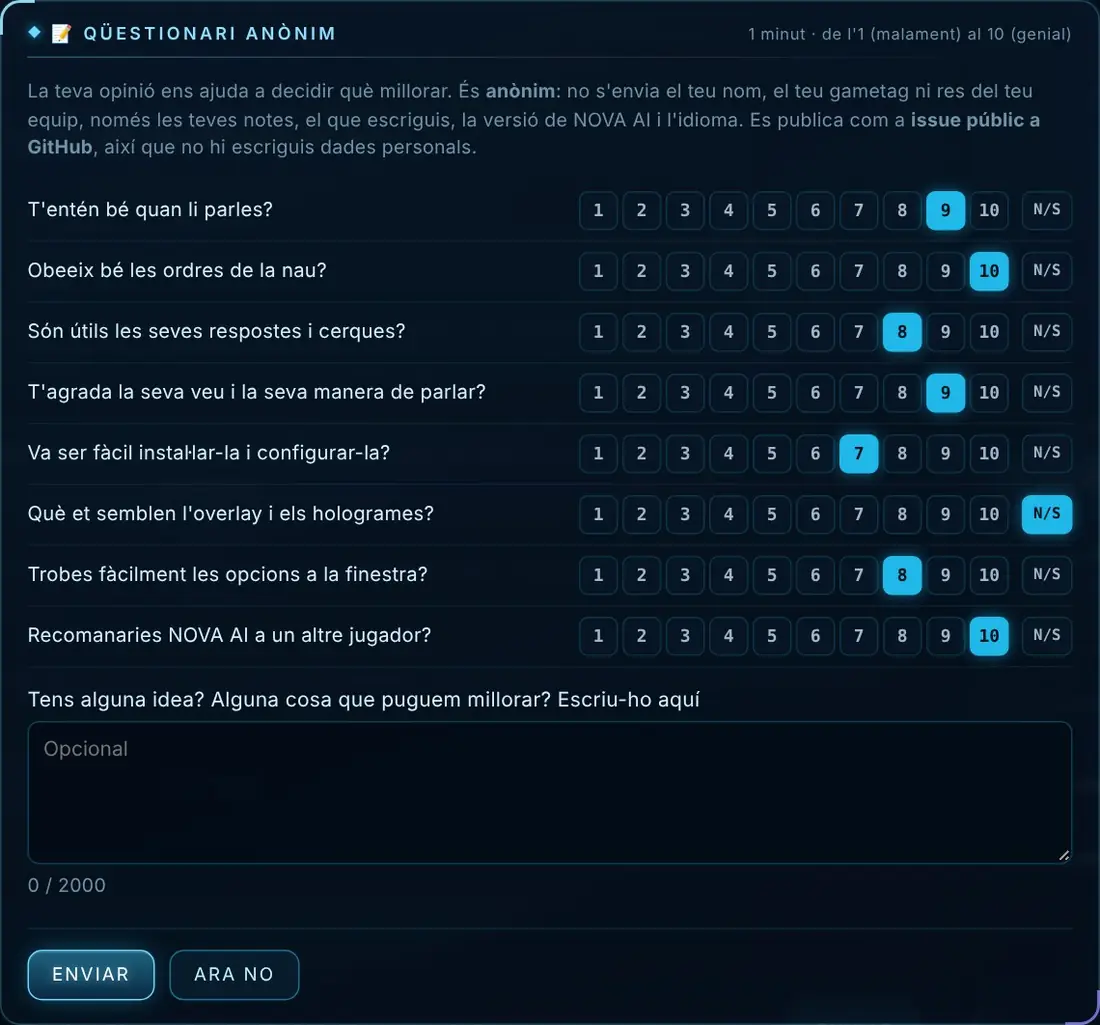 📝 QÜESTIONARI ANÒNIM
1 minut · de l'1 (malament) al 10 (genial)
La teva opinió ens ajuda a decidir què millorar. És anònim: no s'envia el teu nom, el teu gametag ni res del teu
equip, només les teves notes, el que escriguis, la versió de NOVA AI i l'idioma. Es publica com a issue públic a
GitHub, així que no hi escriguis dades personals.
T'entén bé quan li parles? 1 2 3 4 5 6 7 8 9 10 N/S
Obeeix bé les ordres de la nau? 1 2 3 4 5 6 7 8 9 10 N/S
Són útils les seves respostes i cerques? 1 2 3 4 5 6 7 8 9 10 N/S
T'agrada la seva veu i la seva manera de parlar? 1 2 3 4 5 6 7 8 9 10 N/S
Va ser fàcil instal·lar-la i configurar-la? 1 2 3 4 5 6 7 8 9 10 N/S
Què et semblen l'overlay i els hologrames? 1 2 3 4 5 6 7 8 9 10 N/S
Trobes fàcilment les opcions a la finestra? 1 2 3 4 5 6 7 8 9 10 N/S
Recomanaries NOVA AI a un altre jugador? 1 2 3 4 5 6 7 8 9 10 N/S
Tens alguna idea? Alguna cosa que puguem millorar? Escriu-ho aquí
Opcional
0 / 2000
ENVIAR
ARA NO